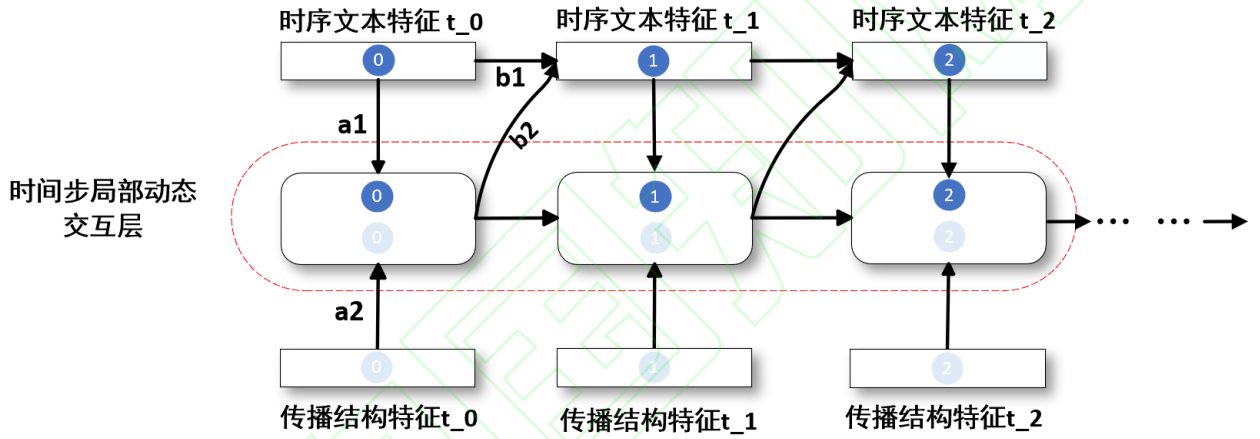 时序文本特征 t_0
时序文本特征 t_1
时序文本特征 t_2
0
1
2
b1
a1
b2
时间步局部动态
交互层
0
1
2
0
1
2
... ...
a2
0
1
2
传播结构特征t_0
传播结构特征t_1
传播结构特征t_2